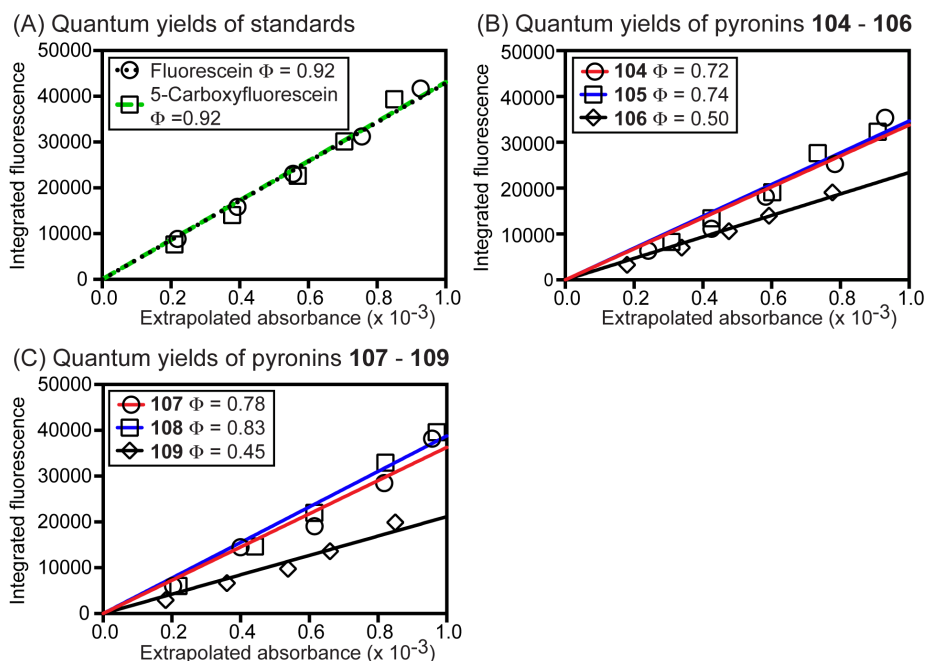 (A) Quantum yields of standards
50000
40000
30000
20000
10000
0
Integrated fluorescence
Fluorescein Φ = 0.92
5-Carboxyfluorescein
Φ =0.92
0.0 0.2 0.4 0.6 0.8 1.0
Extrapolated absorbance (x 10-3)
(B) Quantum yields of pyronins 104 - 106
50000
40000
30000
20000
10000
0
Integrated fluorescence
104 Φ = 0.72
105 Φ = 0.74
106 Φ = 0.50
0.0 0.2 0.4 0.6 0.8 1.0
Extrapolated absorbance (x 10-3)
(C) Quantum yields of pyronins 107 - 109
50000
40000
30000
20000
10000
0
Integrated fluorescence
107 Φ = 0.78
108 Φ = 0.83
109 Φ = 0.45
0.0 0.2 0.4 0.6 0.8 1.0
Extrapolated absorbance (x 10-3)